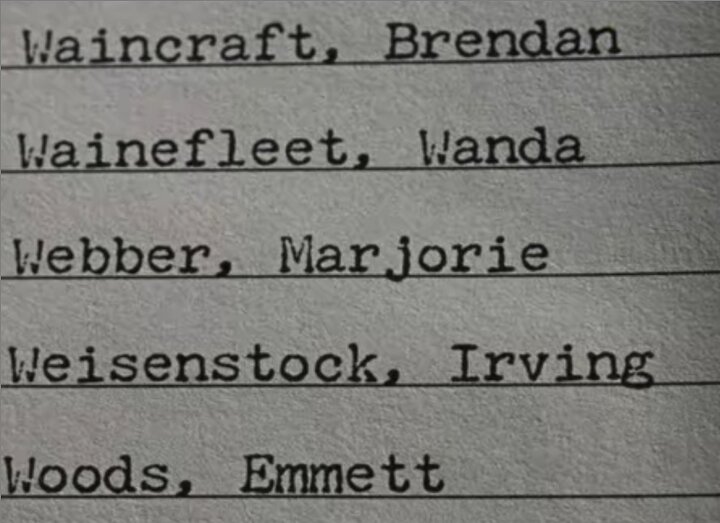 Waincraft, Brendan
Wainefleet, Wanda
Webber, Marjorie
Weisenstock, Irving
Woods, Emmett